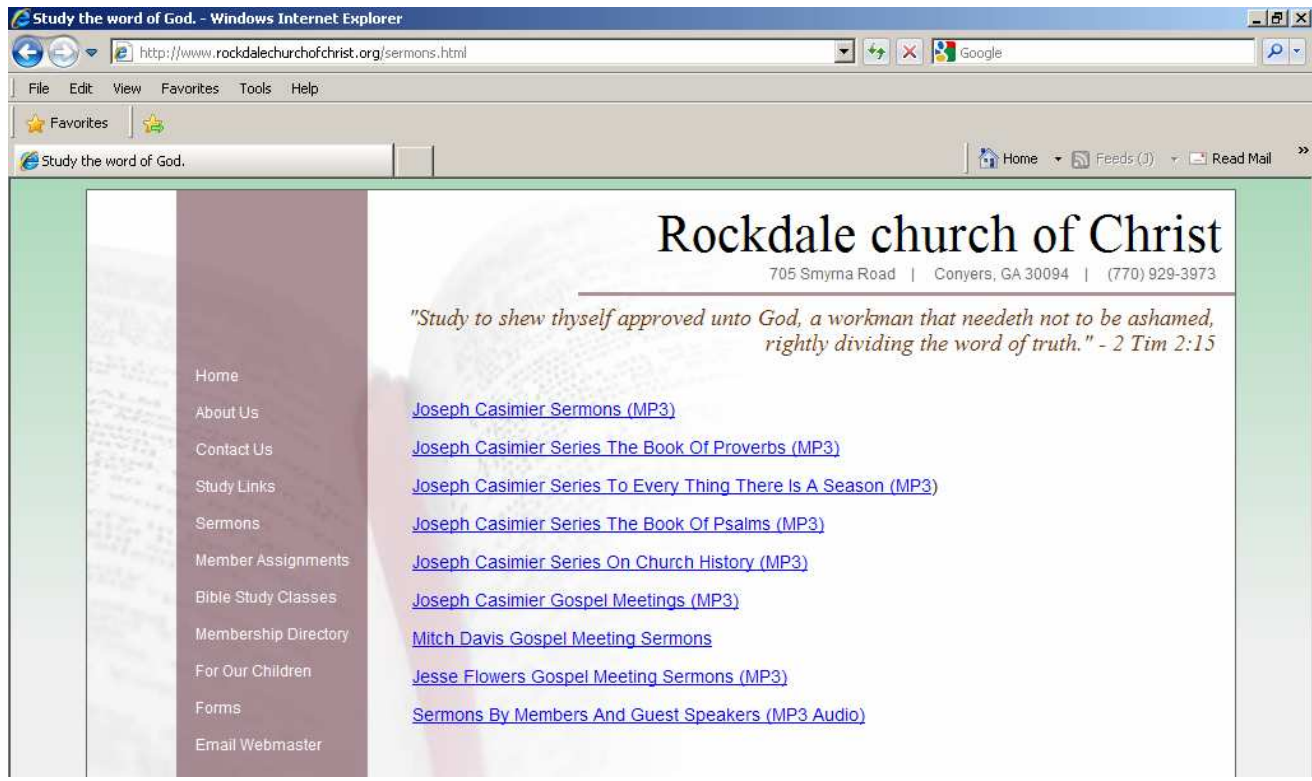 Study the word of God. - Windows Internet Explorer
http://www.rockdalechurchofchrist.org/sermons.html
Google
File Edit View Favorites Tools Help
Favorites
Study the word of God.
Home Feeds (J) Read Mail »
Rockdale church of Christ
705 Smyrna Road | Conyers, GA 30094 | (770) 929-3973
"Study to shew thyself approved unto God, a workman that needeth not to be ashamed,
rightly dividing the word of truth." - 2 Tim 2:15
Home
About Us
Contact Us
Study Links
Sermons
Member Assignments
Bible Study Classes
Membership Directory
For Our Children
Forms
Email Webmaster
Joseph Casimier Sermons (MP3)
Joseph Casimier Series The Book Of Proverbs (MP3)
Joseph Casimier Series To Every Thing There Is A Season (MP3)
Joseph Casimier Series The Book Of Psalms (MP3)
Joseph Casimier Series On Church History (MP3)
Joseph Casimier Gospel Meetings (MP3)
Mitch Davis Gospel Meeting Sermons
Jesse Flowers Gospel Meeting Sermons (MP3)
Sermons By Members And Guest Speakers (MP3 Audio)